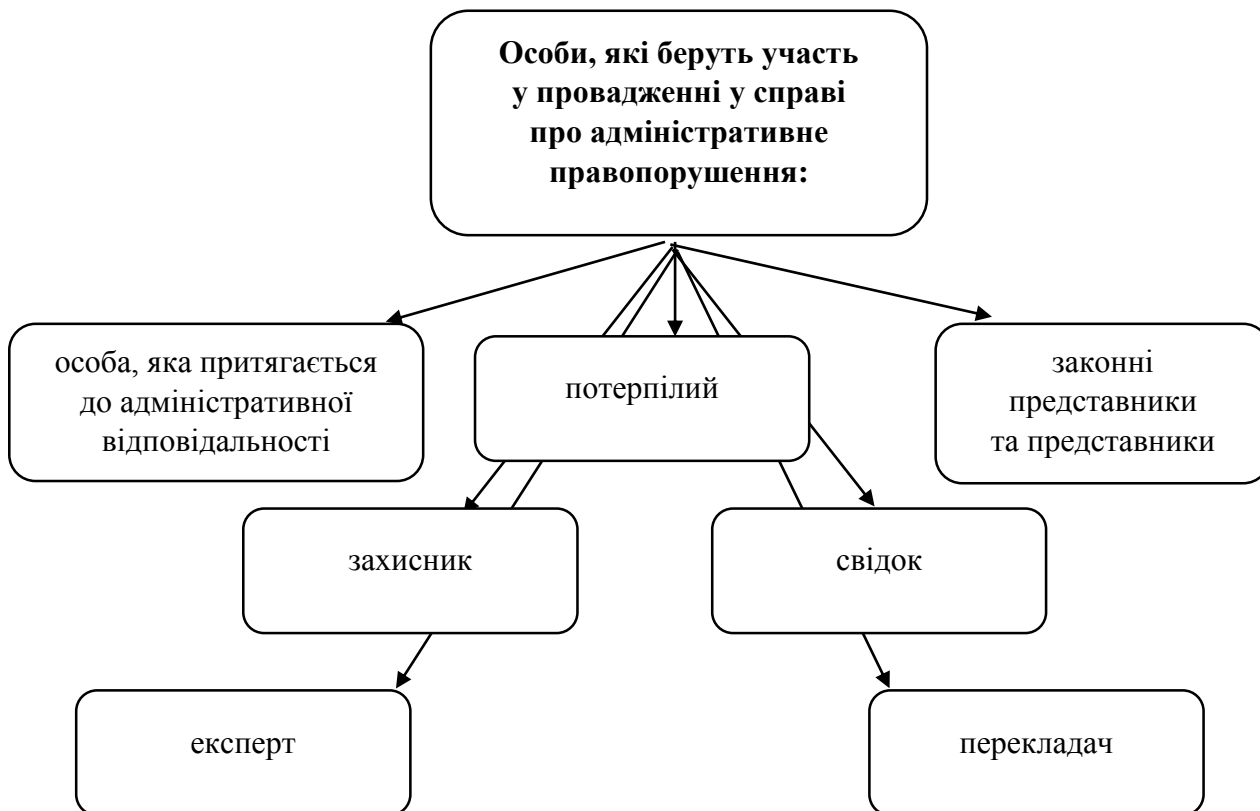 Особи, які беруть участь
у провадженні у справі
про адміністративне
правопорушення:
особа, яка притягається
до адміністративної
відповідальності
потерпілий
законні
представники
та представники
захисник
свідок
експерт
перекладач